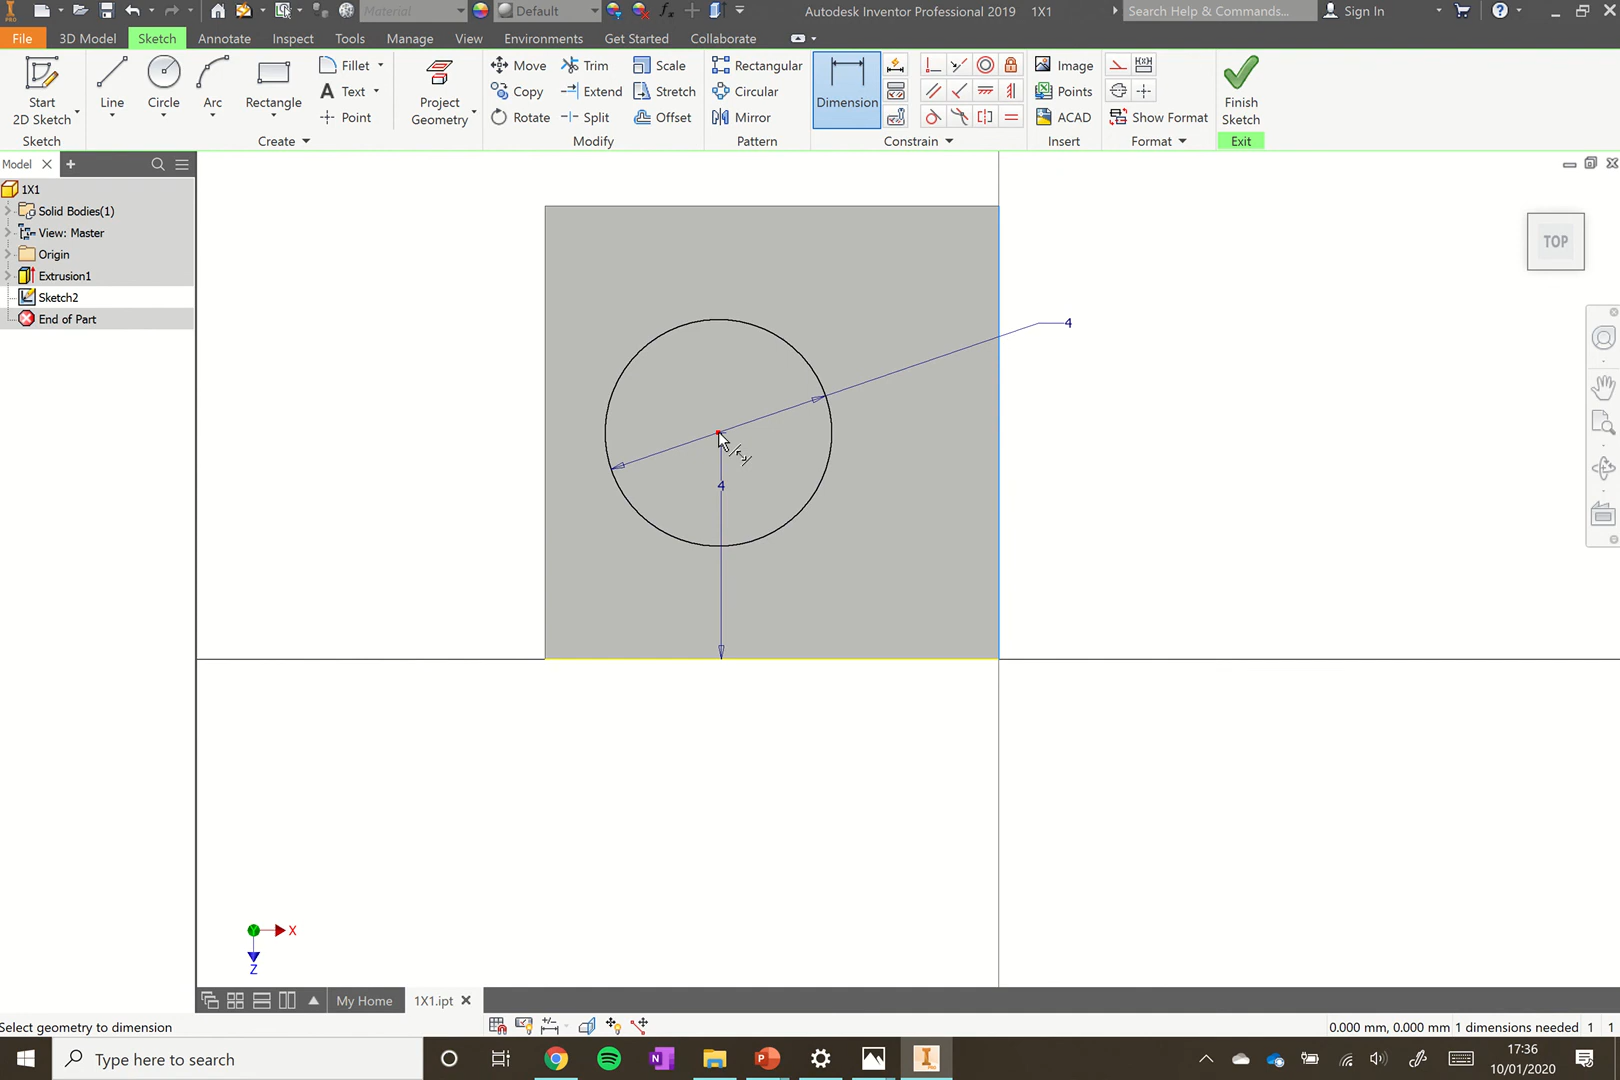 PRO
Material
Default
fx
Autodesk Inventor Professional 2019 1X1
Search Help & Commands...
Sign In
File
3D Model
Sketch
Annotate
Inspect
Tools
Manage
View
Environments
Get Started
Collaborate
Start
2D Sketch
Line
Circle
Arc
Rectangle
Fillet
Text
Point
Project
Geometry
Move
Copy
Rotate
Trim
Extend
Split
Scale
Stretch
Offset
Rectangular
Circular
Mirror
Dimension
Image
Points
ACAD
Show Format
Finish
Sketch
Sketch
Create
Modify
Pattern
Constrain
Insert
Format
Exit
Model
1X1
Solid Bodies(1)
View: Master
Origin
Extrusion1
Sketch2
End of Part
TOP
4
4
X
Z
My Home
1X1.ipt
Select geometry to dimension
0.000 mm, 0.000 mm 1 dimensions needed 1 1
Type here to search
17:36
10/01/2020